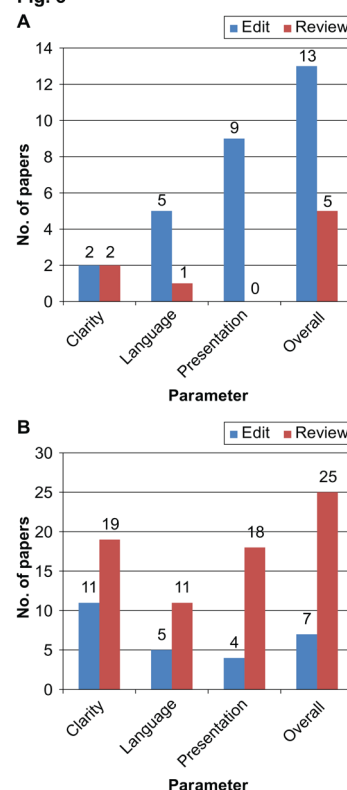 A
Edit Review
14
12
10
8
6
4
2
0
No. of papers
2 2
5
1
9
0
13
5
Clarity
Language
Presentation
Overall
Parameter
B
Edit Review
30
25
20
15
10
5
0
No. of papers
11
19
5
11
4
18
7
25
Clarity
Language
Presentation
Overall
Parameter